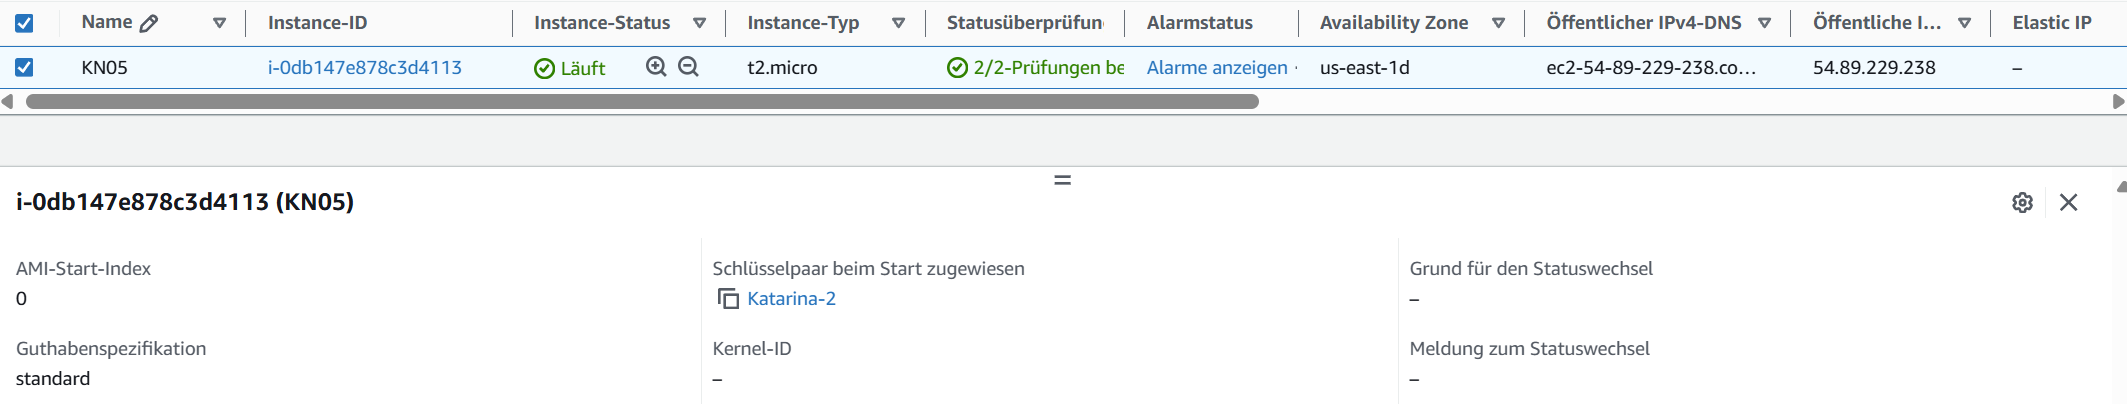 Name Instance-ID Instance-Status Instance-Typ Statusüberprüfun Alarmstatus Availability Zone Öffentlicher IPv4-DNS Öffentliche I... Elastic IP
KN05 i-0db147e878c3d4113 Läuft t2.micro 2/2-Prüfungen be Alarme anzeigen us-east-1d ec2-54-89-229-238.co... 54.89.229.238 –
i-0db147e878c3d4113 (KN05)
AMI-Start-Index Schlüsselpaar beim Start zugewiesen Grund für den Statuswechsel
0 Katarina-2 –
Guthabenspezifikation Kernel-ID Meldung zum Statuswechsel
standard – –